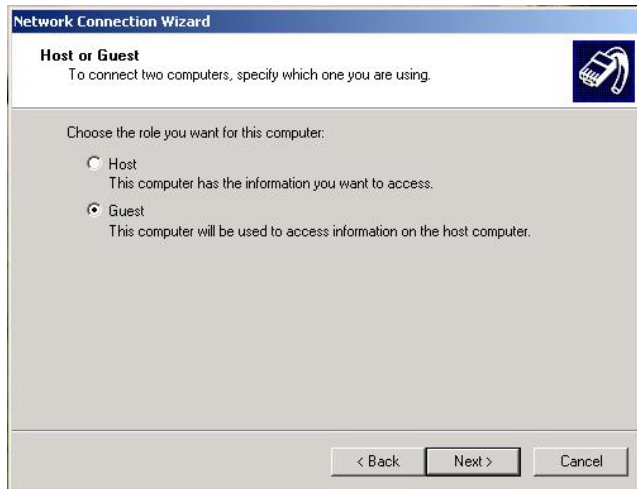 Network Connection Wizard
Host or Guest
To connect two computers, specify which one you are using.
Choose the role you want for this computer:
Host
This computer has the information you want to access.
Guest
This computer will be used to access information on the host computer.
< Back
Next >
Cancel